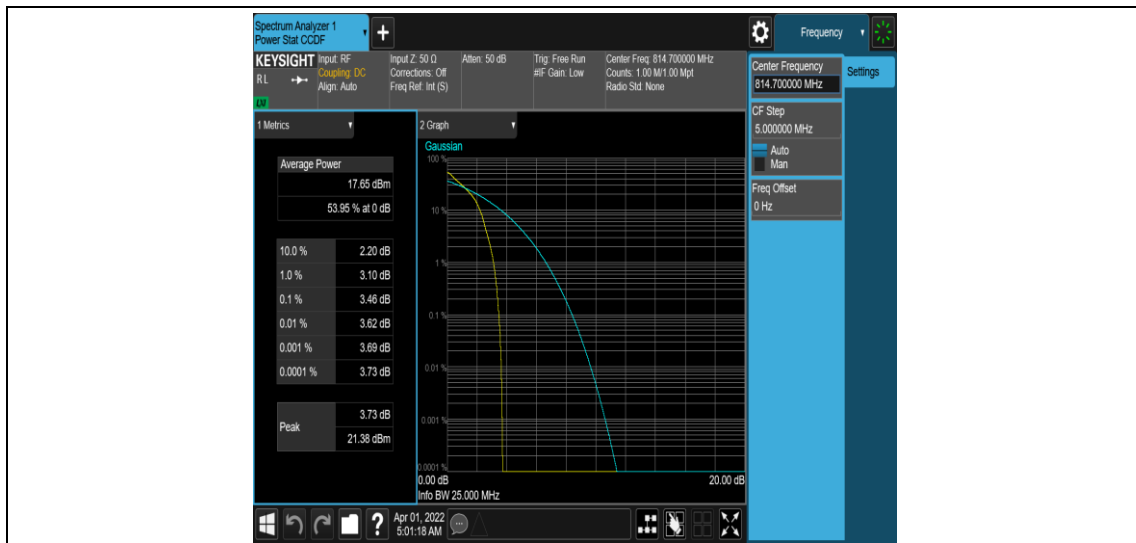 Spectrum Analyzer 1
Power Stat CCDF
+
Frequency
KEYSIGHT
RL
LXI
Input: RF
Coupling: DC
Align: Auto
Input Z: 50 Ω
Corrections: Off
Freq Ref: Int (S)
Atten: 50 dB
Trig: Free Run
#IF Gain: Low
Center Freq: 814.700000 MHz
Counts: 1.00 M/1.00 Mpt
Radio Std: None
Center Frequency
814.700000 MHz
Settings
CF Step
5.000000 MHz
Auto
Man
Freq Offset
0 Hz
1 Metrics
Average Power
17.65 dBm
53.95 % at 0 dB
10.0 % 2.20 dB
1.0 % 3.10 dB
0.1 % 3.46 dB
0.01 % 3.62 dB
0.001 % 3.69 dB
0.0001 % 3.73 dB
Peak
3.73 dB
21.38 dBm
2 Graph
Gaussian
100 %
10 %
1 %
0.1 %
0.01 %
0.001 %
0.0001 %
0.00 dB 20.00 dB
Info BW 25.000 MHz
?
Apr 01, 2022
5:01:18 AM